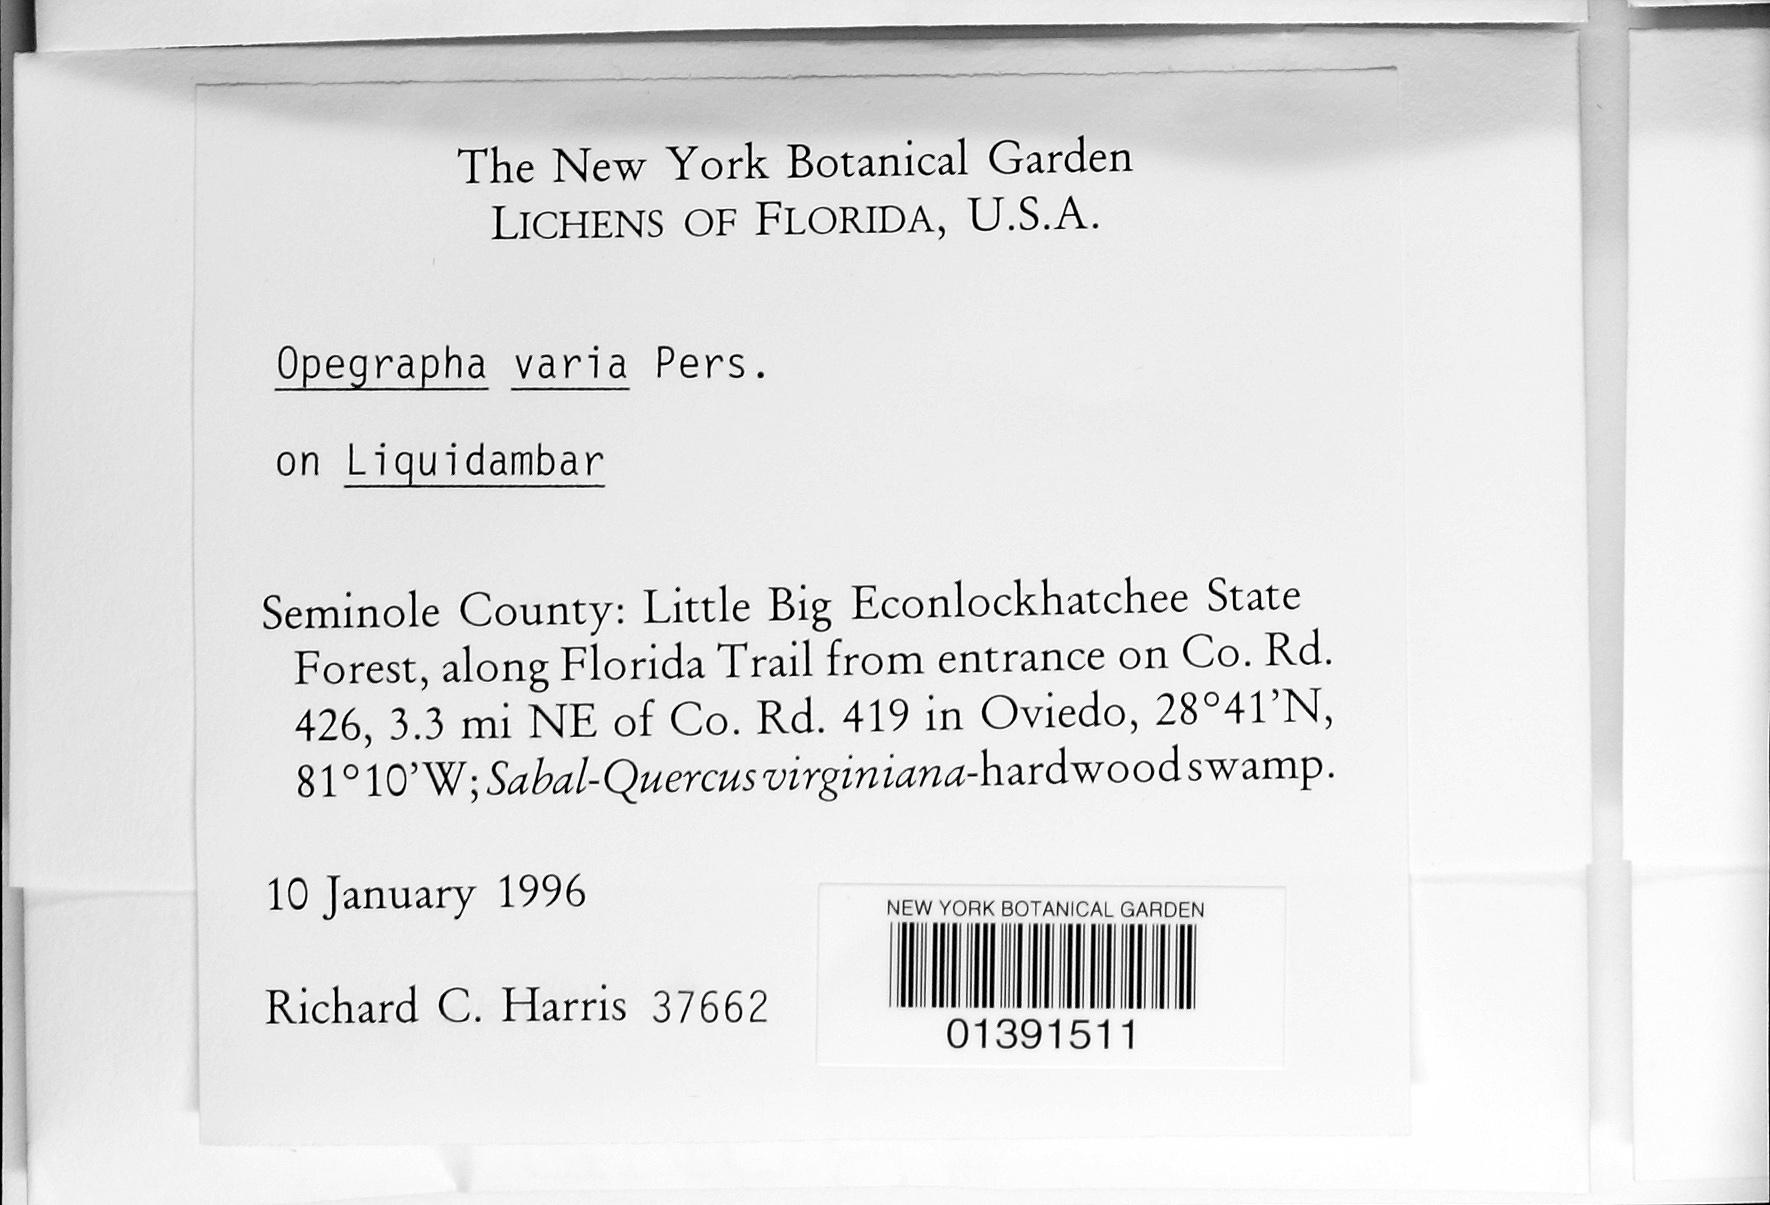 The New York Botanical Garden
LICHENS OF FLORIDA, U.S.A.
Opegrapha varia Pers.
on Liquidambar
Seminole County: Little Big Econlockhatchee State
Forest, along Florida Trail from entrance on Co. Rd.
426, 3.3 mi NE of Co. Rd. 419 in Oviedo, 28°41'N,
81°10'W; Sabal-Quercus virginiana-hardwood swamp.
10 January 1996
Richard C. Harris 37662
NEW YORK BOTANICAL GARDEN
01391511